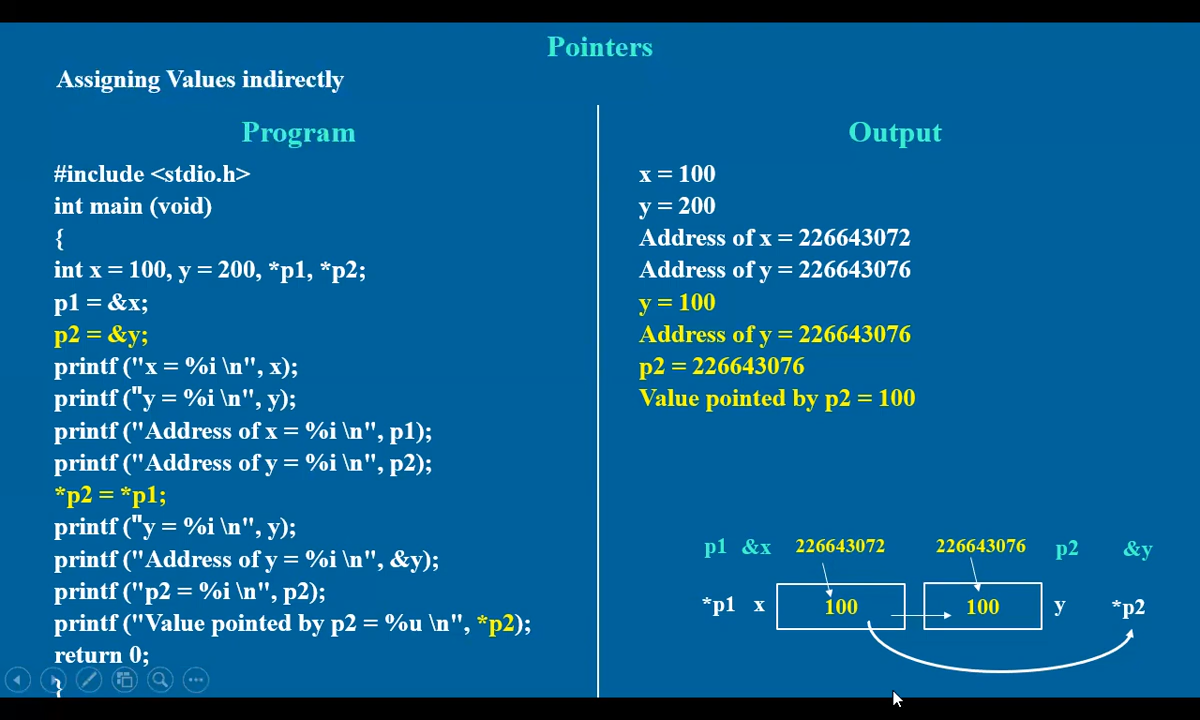 Pointers
Assigning Values indirectly
Program
#include <stdio.h>
int main (void)
{
int x = 100, y = 200, *p1, *p2;
p1 = &x;
p2 = &y;
printf ("x = %i \n", x);
printf ("y = %i \n", y);
printf ("Address of x = %i \n", p1);
printf ("Address of y = %i \n", p2);
*p2 = *p1;
printf ("y = %i \n", y);
printf ("Address of y = %i \n", &y);
printf ("p2 = %i \n", p2);
printf ("Value pointed by p2 = %u \n", *p2);
return 0;
}
Output
x = 100
y = 200
Address of x = 226643072
Address of y = 226643076
y = 100
Address of y = 226643076
p2 = 226643076
Value pointed by p2 = 100
p1 &x 226643072 226643076 p2 &y
*p1 x 100 100 y *p2